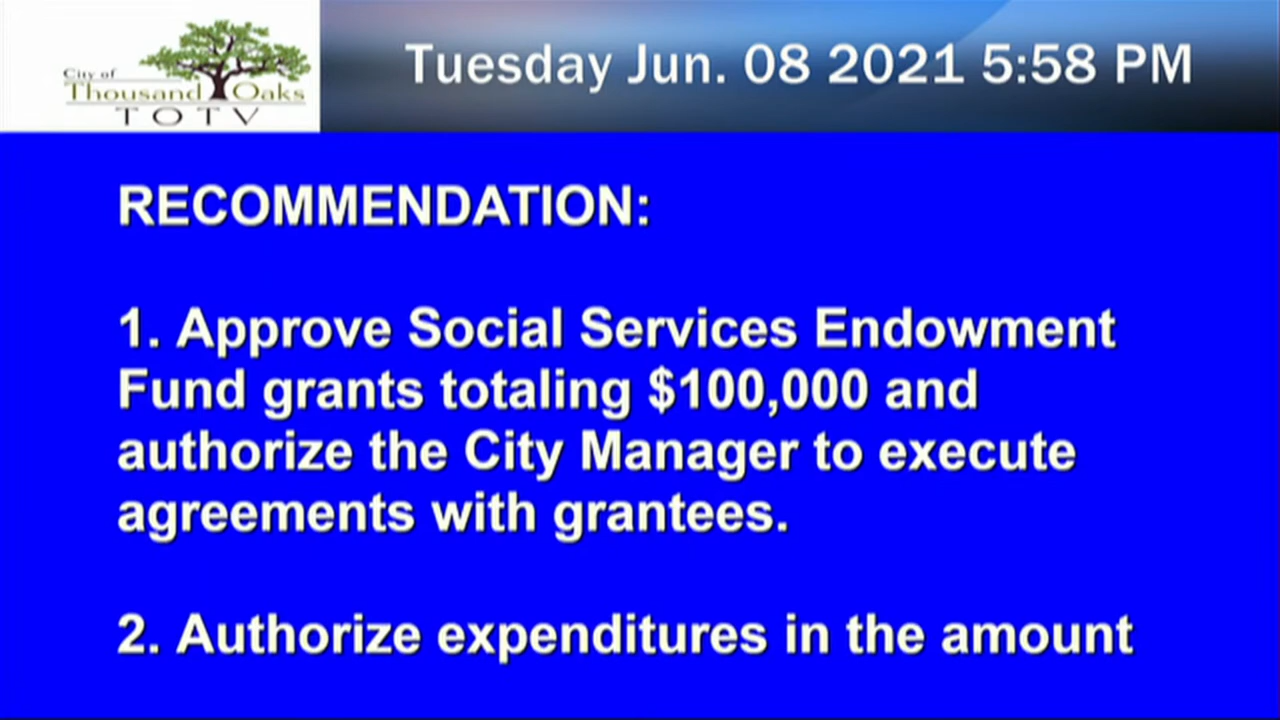 City of
Thousand Oaks
TOTV
Tuesday Jun. 08 2021 5:58 PM
RECOMMENDATION:
1. Approve Social Services Endowment
Fund grants totaling $100,000 and
authorize the City Manager to execute
agreements with grantees.
2. Authorize expenditures in the amount